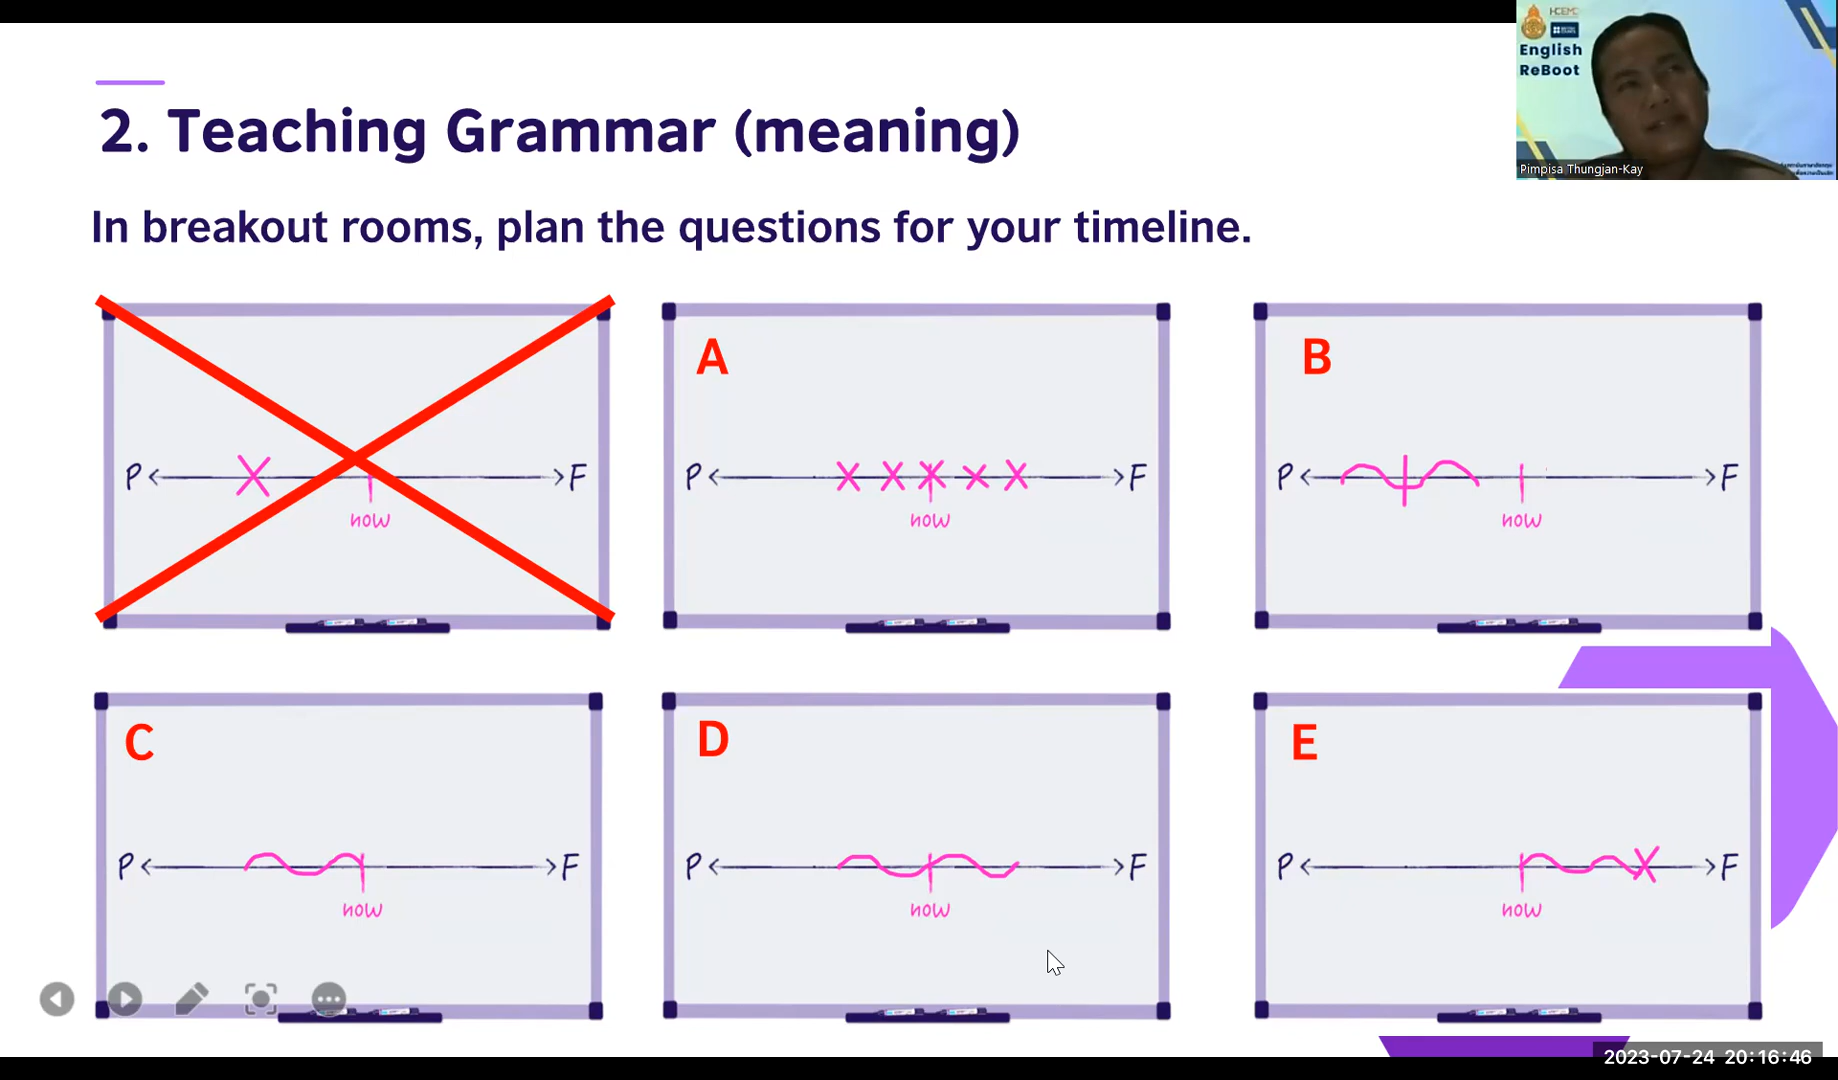 2. Teaching Grammar (meaning)
In breakout rooms, plan the questions for your timeline.
HCEMC
English
ReBoot
Pimpisa Thungjan-Kay
P F
now
A
P F
now
B
P F
now
C
P F
now
D
P F
now
E
P F
now
2023-07-24 20:16:46